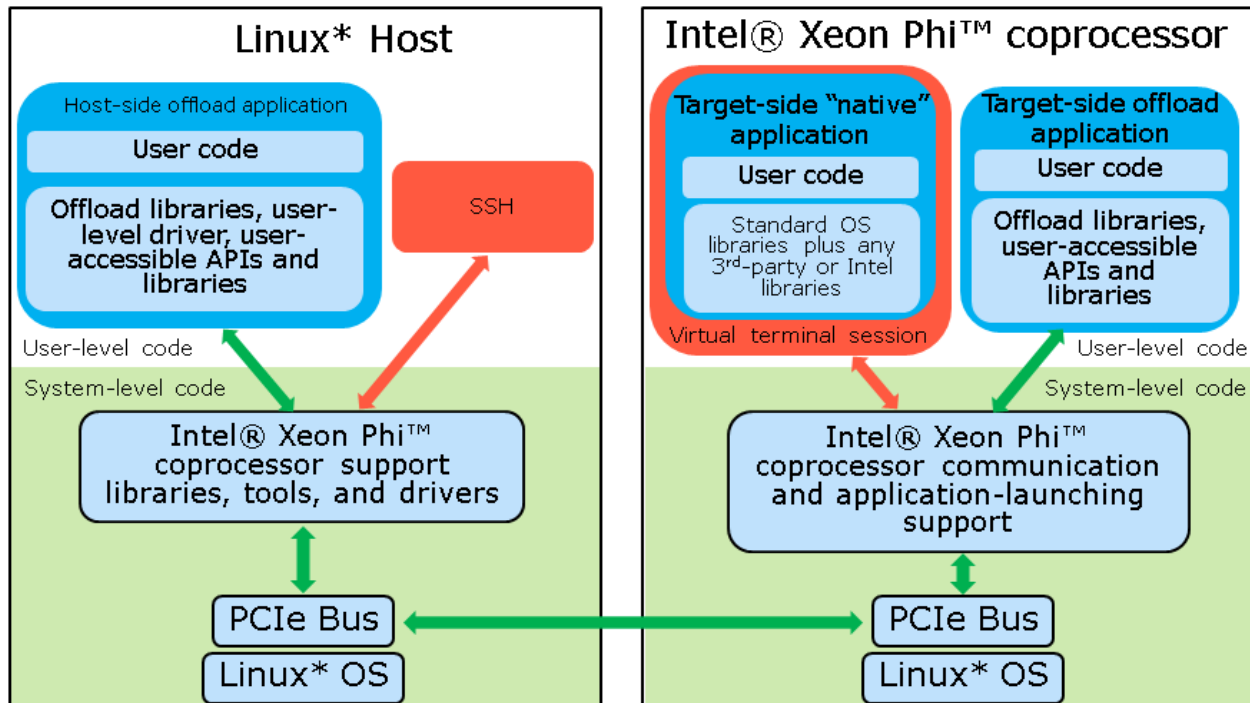 Linux* Host
Host-side offload application
User code
Offload libraries, user-
level driver, user-
accessible APIs and
libraries
SSH
User-level code
System-level code
Intel® Xeon Phi™
coprocessor support
libraries, tools, and drivers
PCIe Bus
Linux* OS
Intel® Xeon Phi™ coprocessor
Target-side “native”
application
User code
Standard OS
libraries plus any
3rd-party or Intel
libraries
Virtual terminal session
Target-side offload
application
User code
Offload libraries,
user-accessible
APIs and
libraries
User-level code
System-level code
Intel® Xeon Phi™
coprocessor communication
and application-launching
support
PCIe Bus
Linux* OS